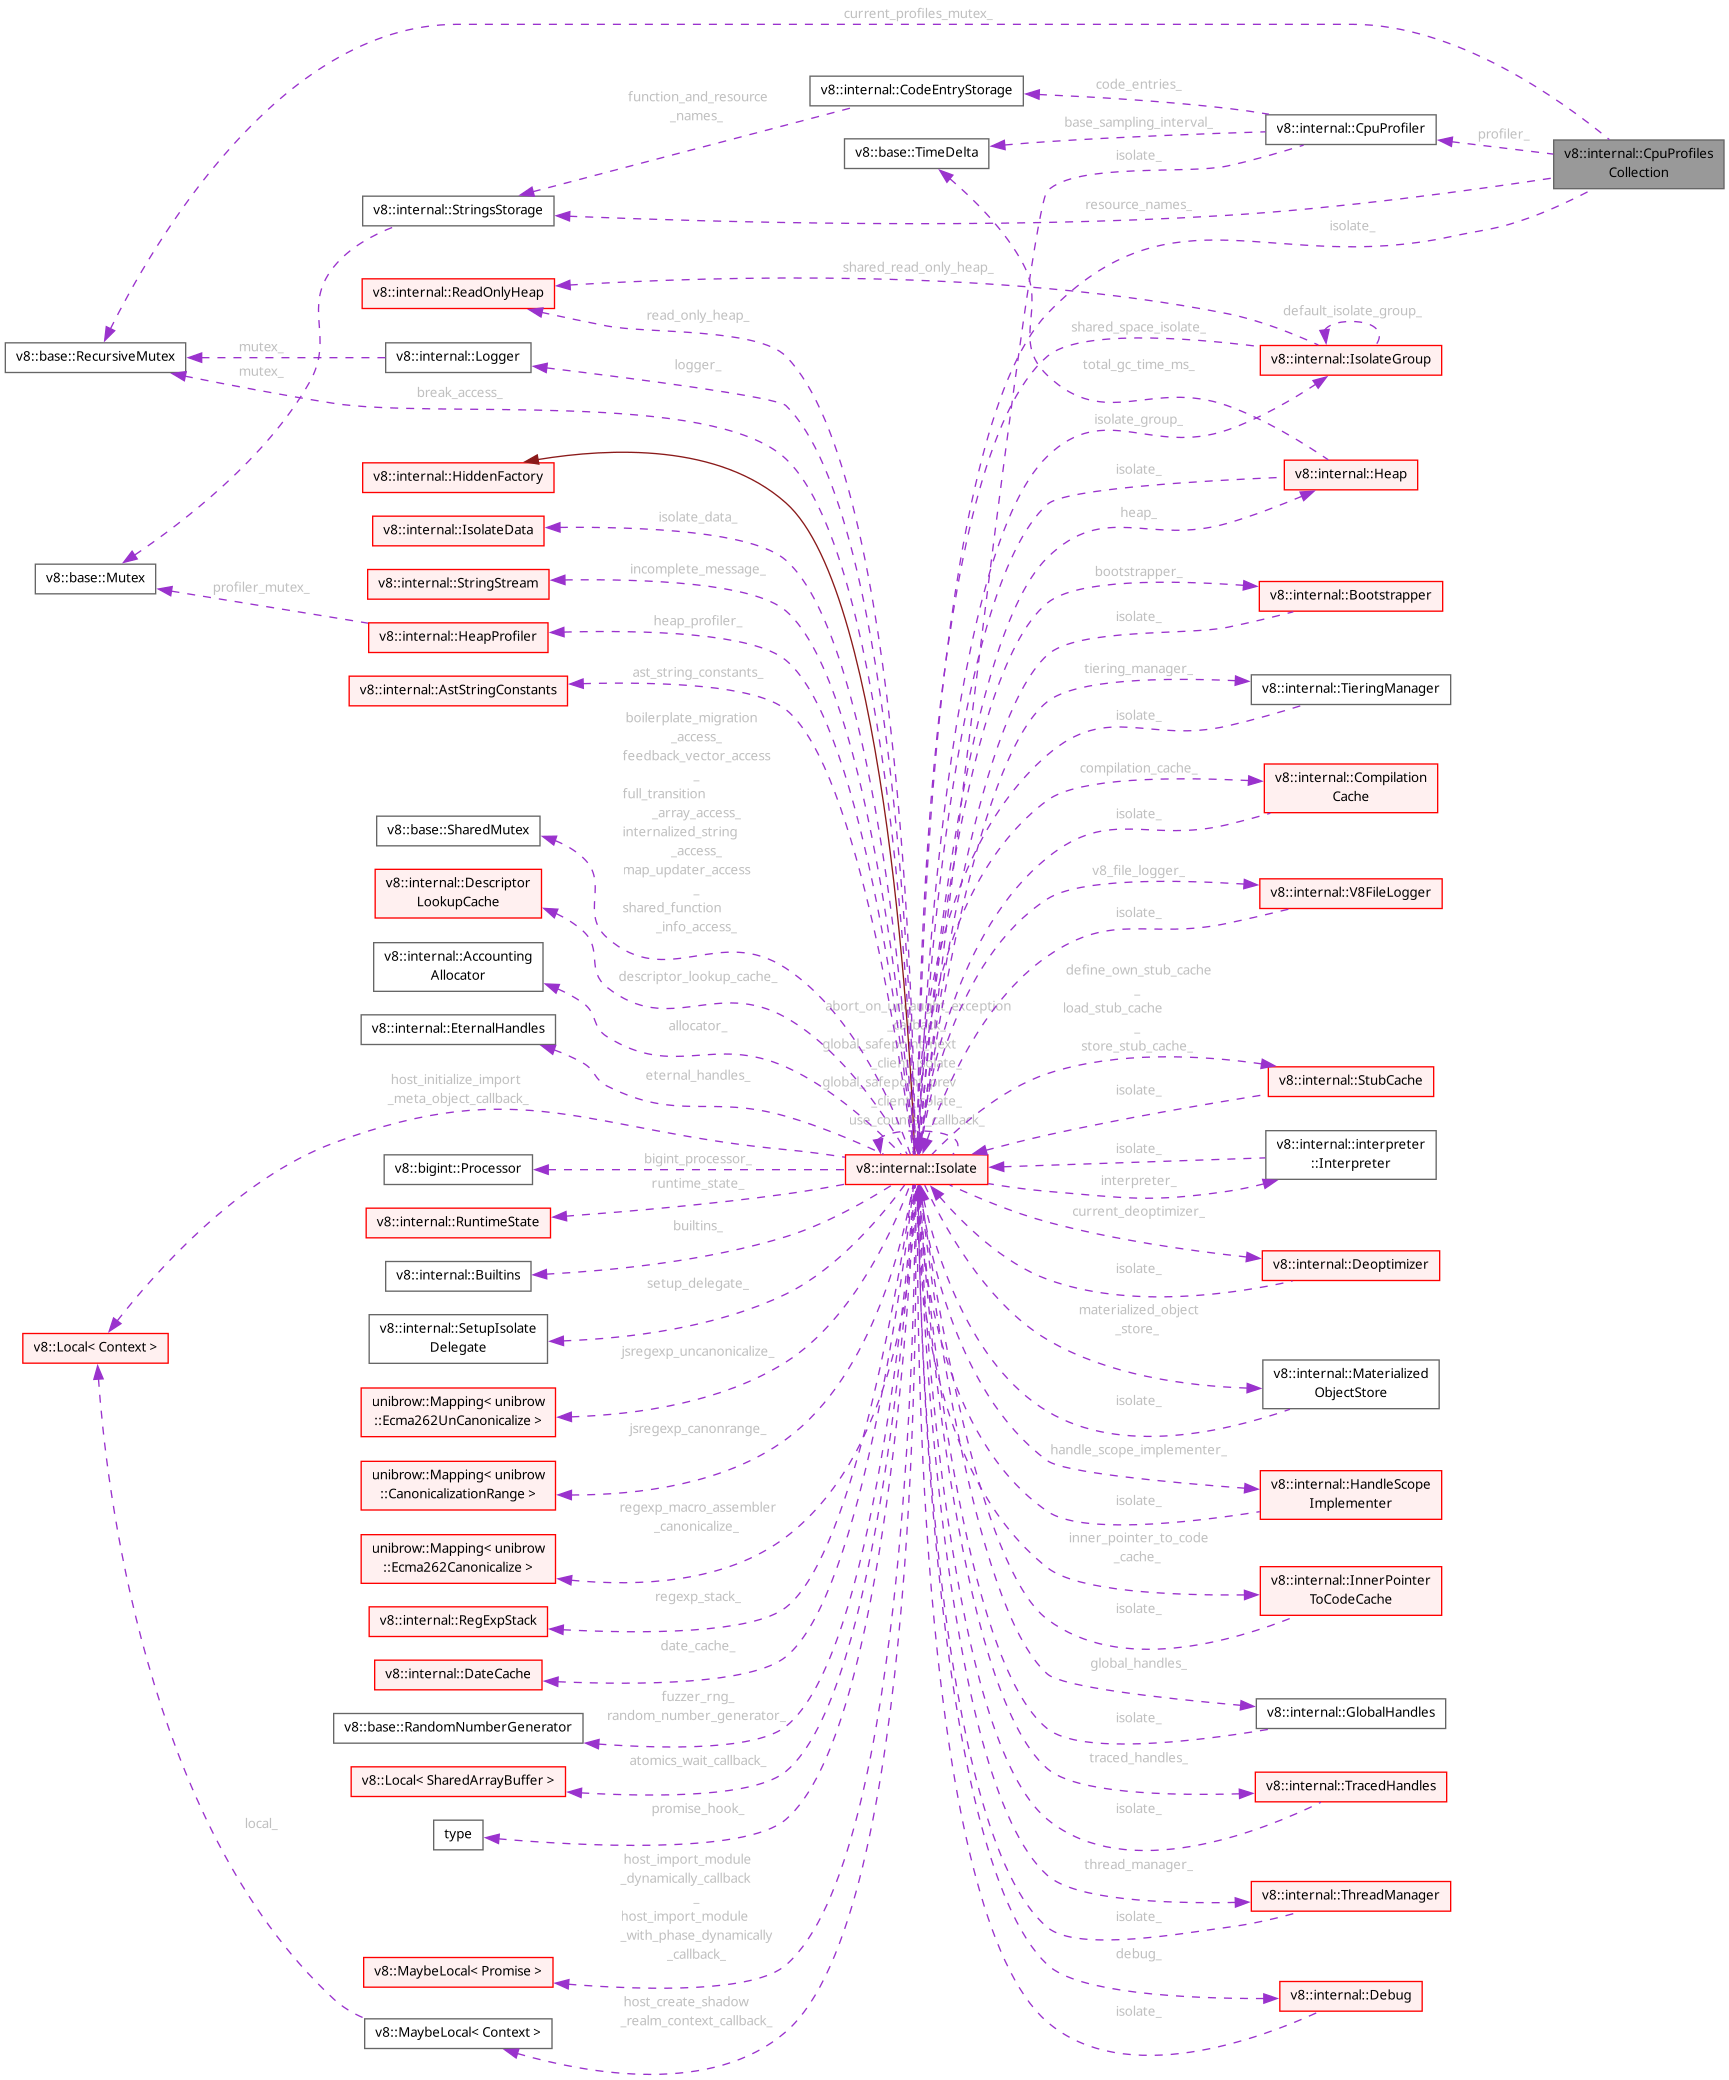 current_profiles_mutex_
v8::internal::CodeEntryStorage
code_entries_
function_and_resource
_names_
base_sampling_interval_
v8::internal::CpuProfiler
profiler_
v8::internal::CpuProfiles
Collection
v8::base::TimeDelta
isolate_
v8::internal::StringsStorage
resource_names_
isolate_
v8::internal::ReadOnlyHeap
shared_read_only_heap_
read_only_heap_
default_isolate_group_
shared_space_isolate_
v8::base::RecursiveMutex
mutex_
v8::internal::Logger
logger_
v8::internal::IsolateGroup
mutex_
total_gc_time_ms_
break_access_
isolate_group_
v8::internal::HiddenFactory
isolate_
v8::internal::Heap
heap_
v8::internal::IsolateData
isolate_data_
v8::base::Mutex
v8::internal::StringStream
incomplete_message_
bootstrapper_
v8::internal::Bootstrapper
profiler_mutex_
v8::internal::HeapProfiler
heap_profiler_
isolate_
v8::internal::AstStringConstants
ast_string_constants_
tiering_manager_
v8::internal::TieringManager
isolate_
boilerplate_migration
_access_
feedback_vector_access
_
full_transition
_array_access_
internalized_string
_access_
map_updater_access
_
shared_function
_info_access_
compilation_cache_
v8::internal::Compilation
Cache
isolate_
v8::base::SharedMutex
v8::internal::Descriptor
LookupCache
v8_file_logger_
v8::internal::V8FileLogger
isolate_
v8::internal::Accounting
Allocator
descriptor_lookup_cache_
define_own_stub_cache
_
load_stub_cache
_
store_stub_cache_
v8::internal::EternalHandles
allocator_
eternal_handles_
_client_isolate_
_client_isolate_
host_initialize_import
_meta_object_callback_
v8::internal::StubCache
isolate_
v8::bigint::Processor
bigint_processor_
v8::internal::Isolate
isolate_
v8::internal::interpreter
::Interpreter
interpreter_
runtime_state_
v8::internal::RuntimeState
current_deoptimizer_
builtins_
v8::internal::Builtins
v8::internal::Deoptimizer
isolate_
setup_delegate_
v8::internal::SetupIsolate
Delegate
materialized_object
_store_
v8::Local< Context >
jsregexp_uncanonicalize_
unibrow::Mapping< unibrow
::Ecma262UnCanonicalize >
v8::internal::Materialized
ObjectStore
isolate_
jsregexp_canonrange_
unibrow::Mapping< unibrow
::CanonicalizationRange >
handle_scope_implementer_
v8::internal::HandleScope
Implementer
isolate_
regexp_macro_assembler
_canonicalize_
unibrow::Mapping< unibrow
::Ecma262Canonicalize >
inner_pointer_to_code
_cache_
v8::internal::InnerPointer
ToCodeCache
regexp_stack_
v8::internal::RegExpStack
isolate_
date_cache_
v8::internal::DateCache
global_handles_
v8::internal::GlobalHandles
isolate_
fuzzer_rng_
random_number_generator_
v8::base::RandomNumberGenerator
atomics_wait_callback_
v8::Local< SharedArrayBuffer >
traced_handles_
v8::internal::TracedHandles
isolate_
promise_hook_
type
local_
host_import_module
_dynamically_callback
_
host_import_module
_with_phase_dynamically
_callback_
thread_manager_
v8::internal::ThreadManager
isolate_
v8::MaybeLocal< Promise >
debug_
v8::internal::Debug
isolate_
host_create_shadow
_realm_context_callback_
v8::MaybeLocal< Context >